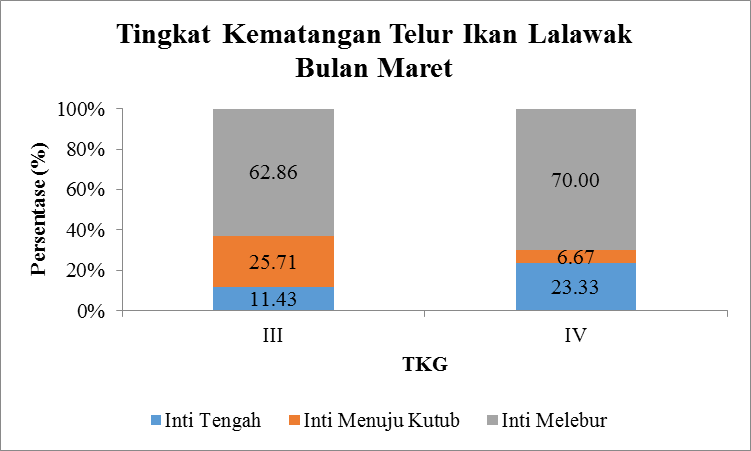 Tingkat Kematangan Telur Ikan Lalawak
Bulan Maret
Persentase (%)
100%
80%
60%
40%
20%
0%
62.86
25.71
11.43
70.00
6.67
23.33
III
IV
TKG
Inti Tengah
Inti Menuju Kutub
Inti Melebur